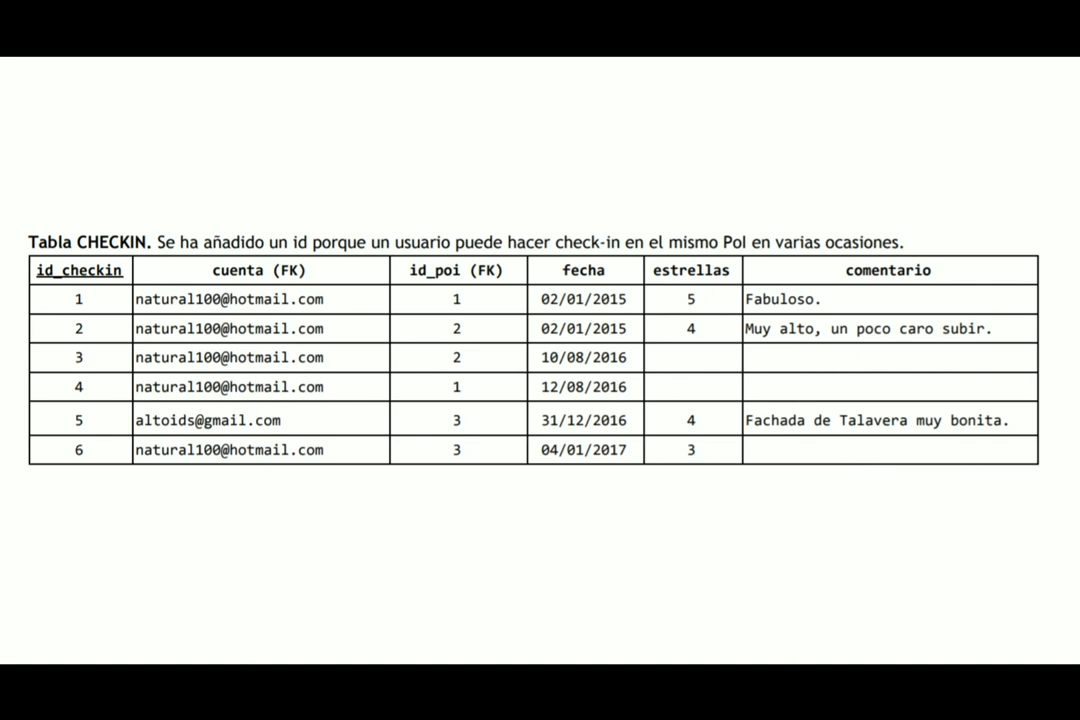 Tabla CHECKIN. Se ha añadido un id porque un usuario puede hacer check-in en el mismo PoI en varias ocasiones.
id_checkin cuenta (FK) id_poi (FK) fecha estrellas comentario
1 natural100@hotmail.com 1 02/01/2015 5 Fabuloso.
2 natural100@hotmail.com 2 02/01/2015 4 Muy alto, un poco caro subir.
3 natural100@hotmail.com 2 10/08/2016
4 natural100@hotmail.com 1 12/08/2016
5 altoids@gmail.com 3 31/12/2016 4 Fachada de Talavera muy bonita.
6 natural100@hotmail.com 3 04/01/2017 3